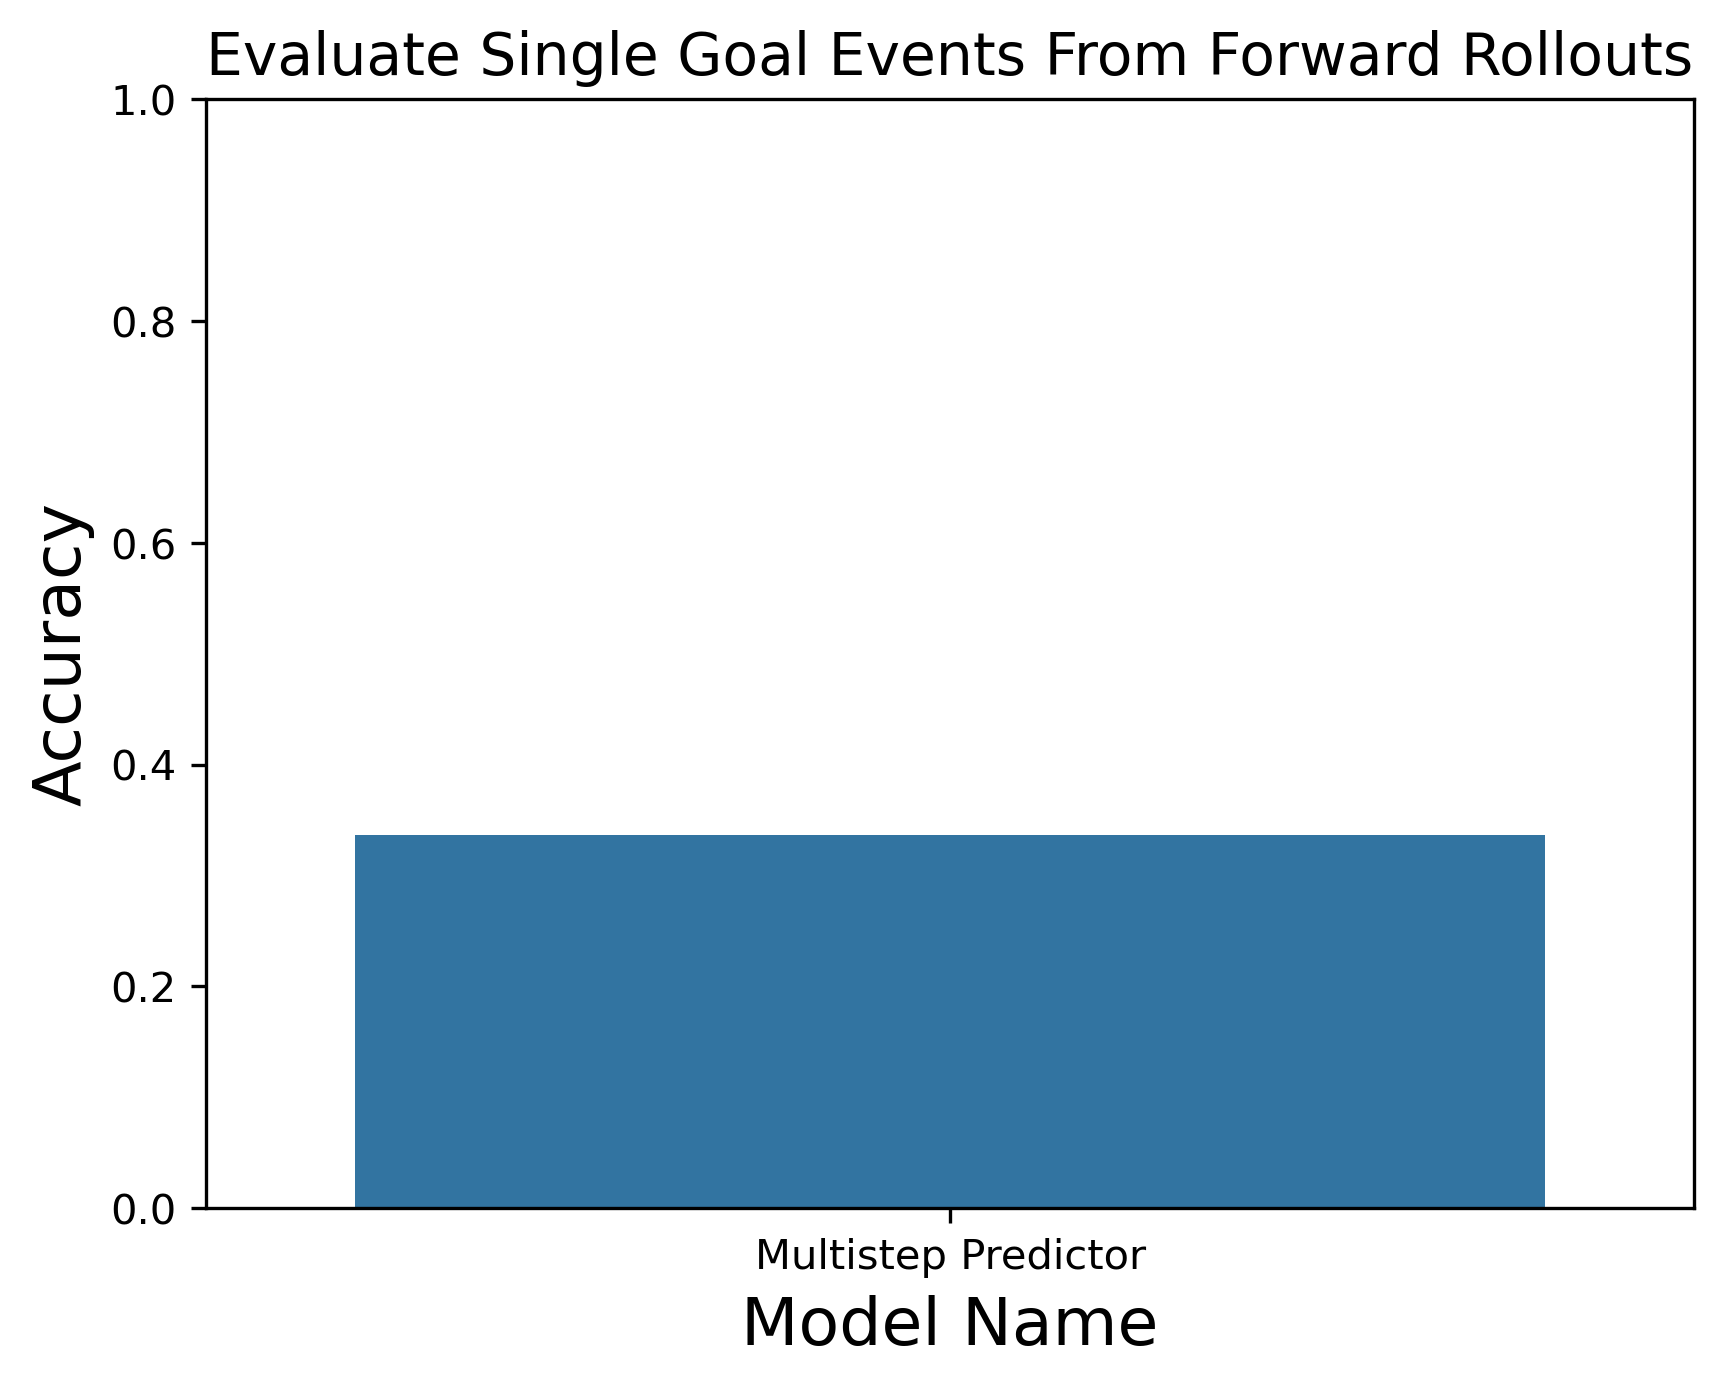 Evaluate Single Goal Events From Forward Rollouts
1.0
0.8
0.6
0.4
0.2
0.0
Accuracy
Multistep Predictor
Model Name